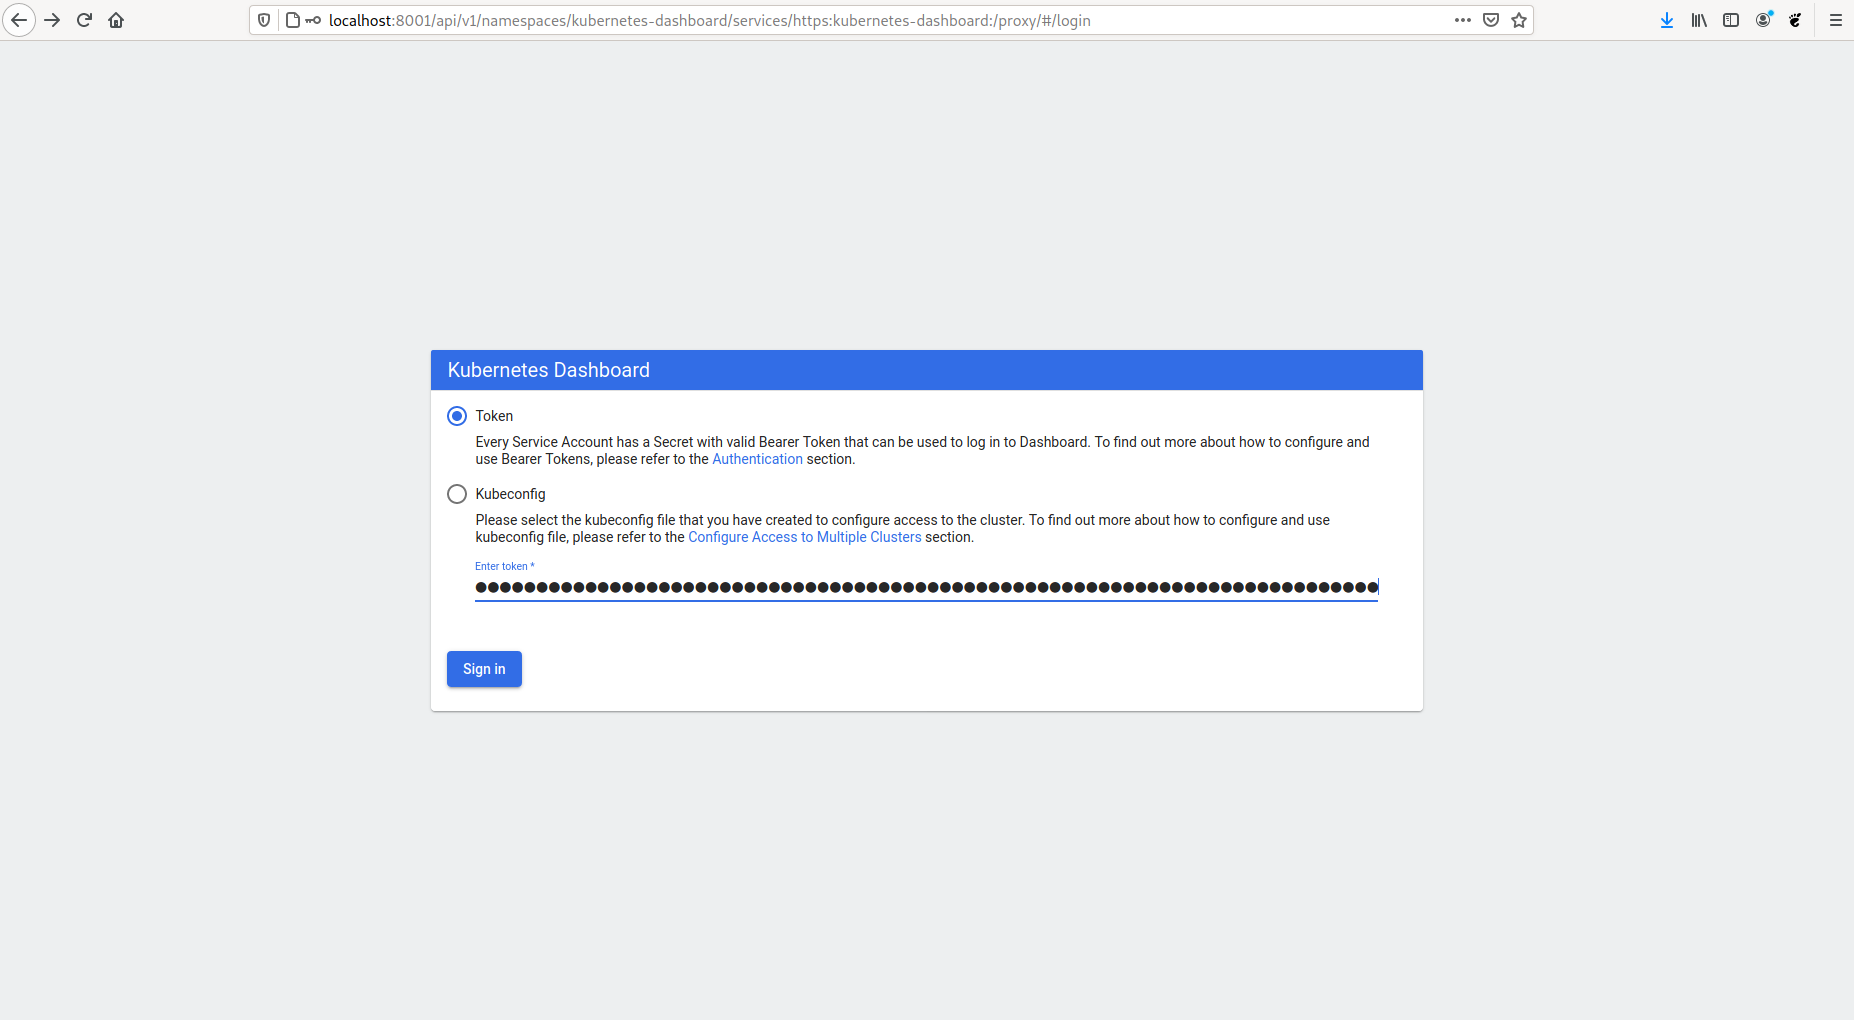 localhost:8001/api/v1/namespaces/kubernetes-dashboard/services/https:kubernetes-dashboard:/proxy/#/login
Kubernetes Dashboard
Token
Every Service Account has a Secret with valid Bearer Token that can be used to log in to Dashboard. To find out more about how to configure and
use Bearer Tokens, please refer to the Authentication section.
Kubeconfig
Please select the kubeconfig file that you have created to configure access to the cluster. To find out more about how to configure and use
kubeconfig file, please refer to the Configure Access to Multiple Clusters section.
Enter token *
Sign in